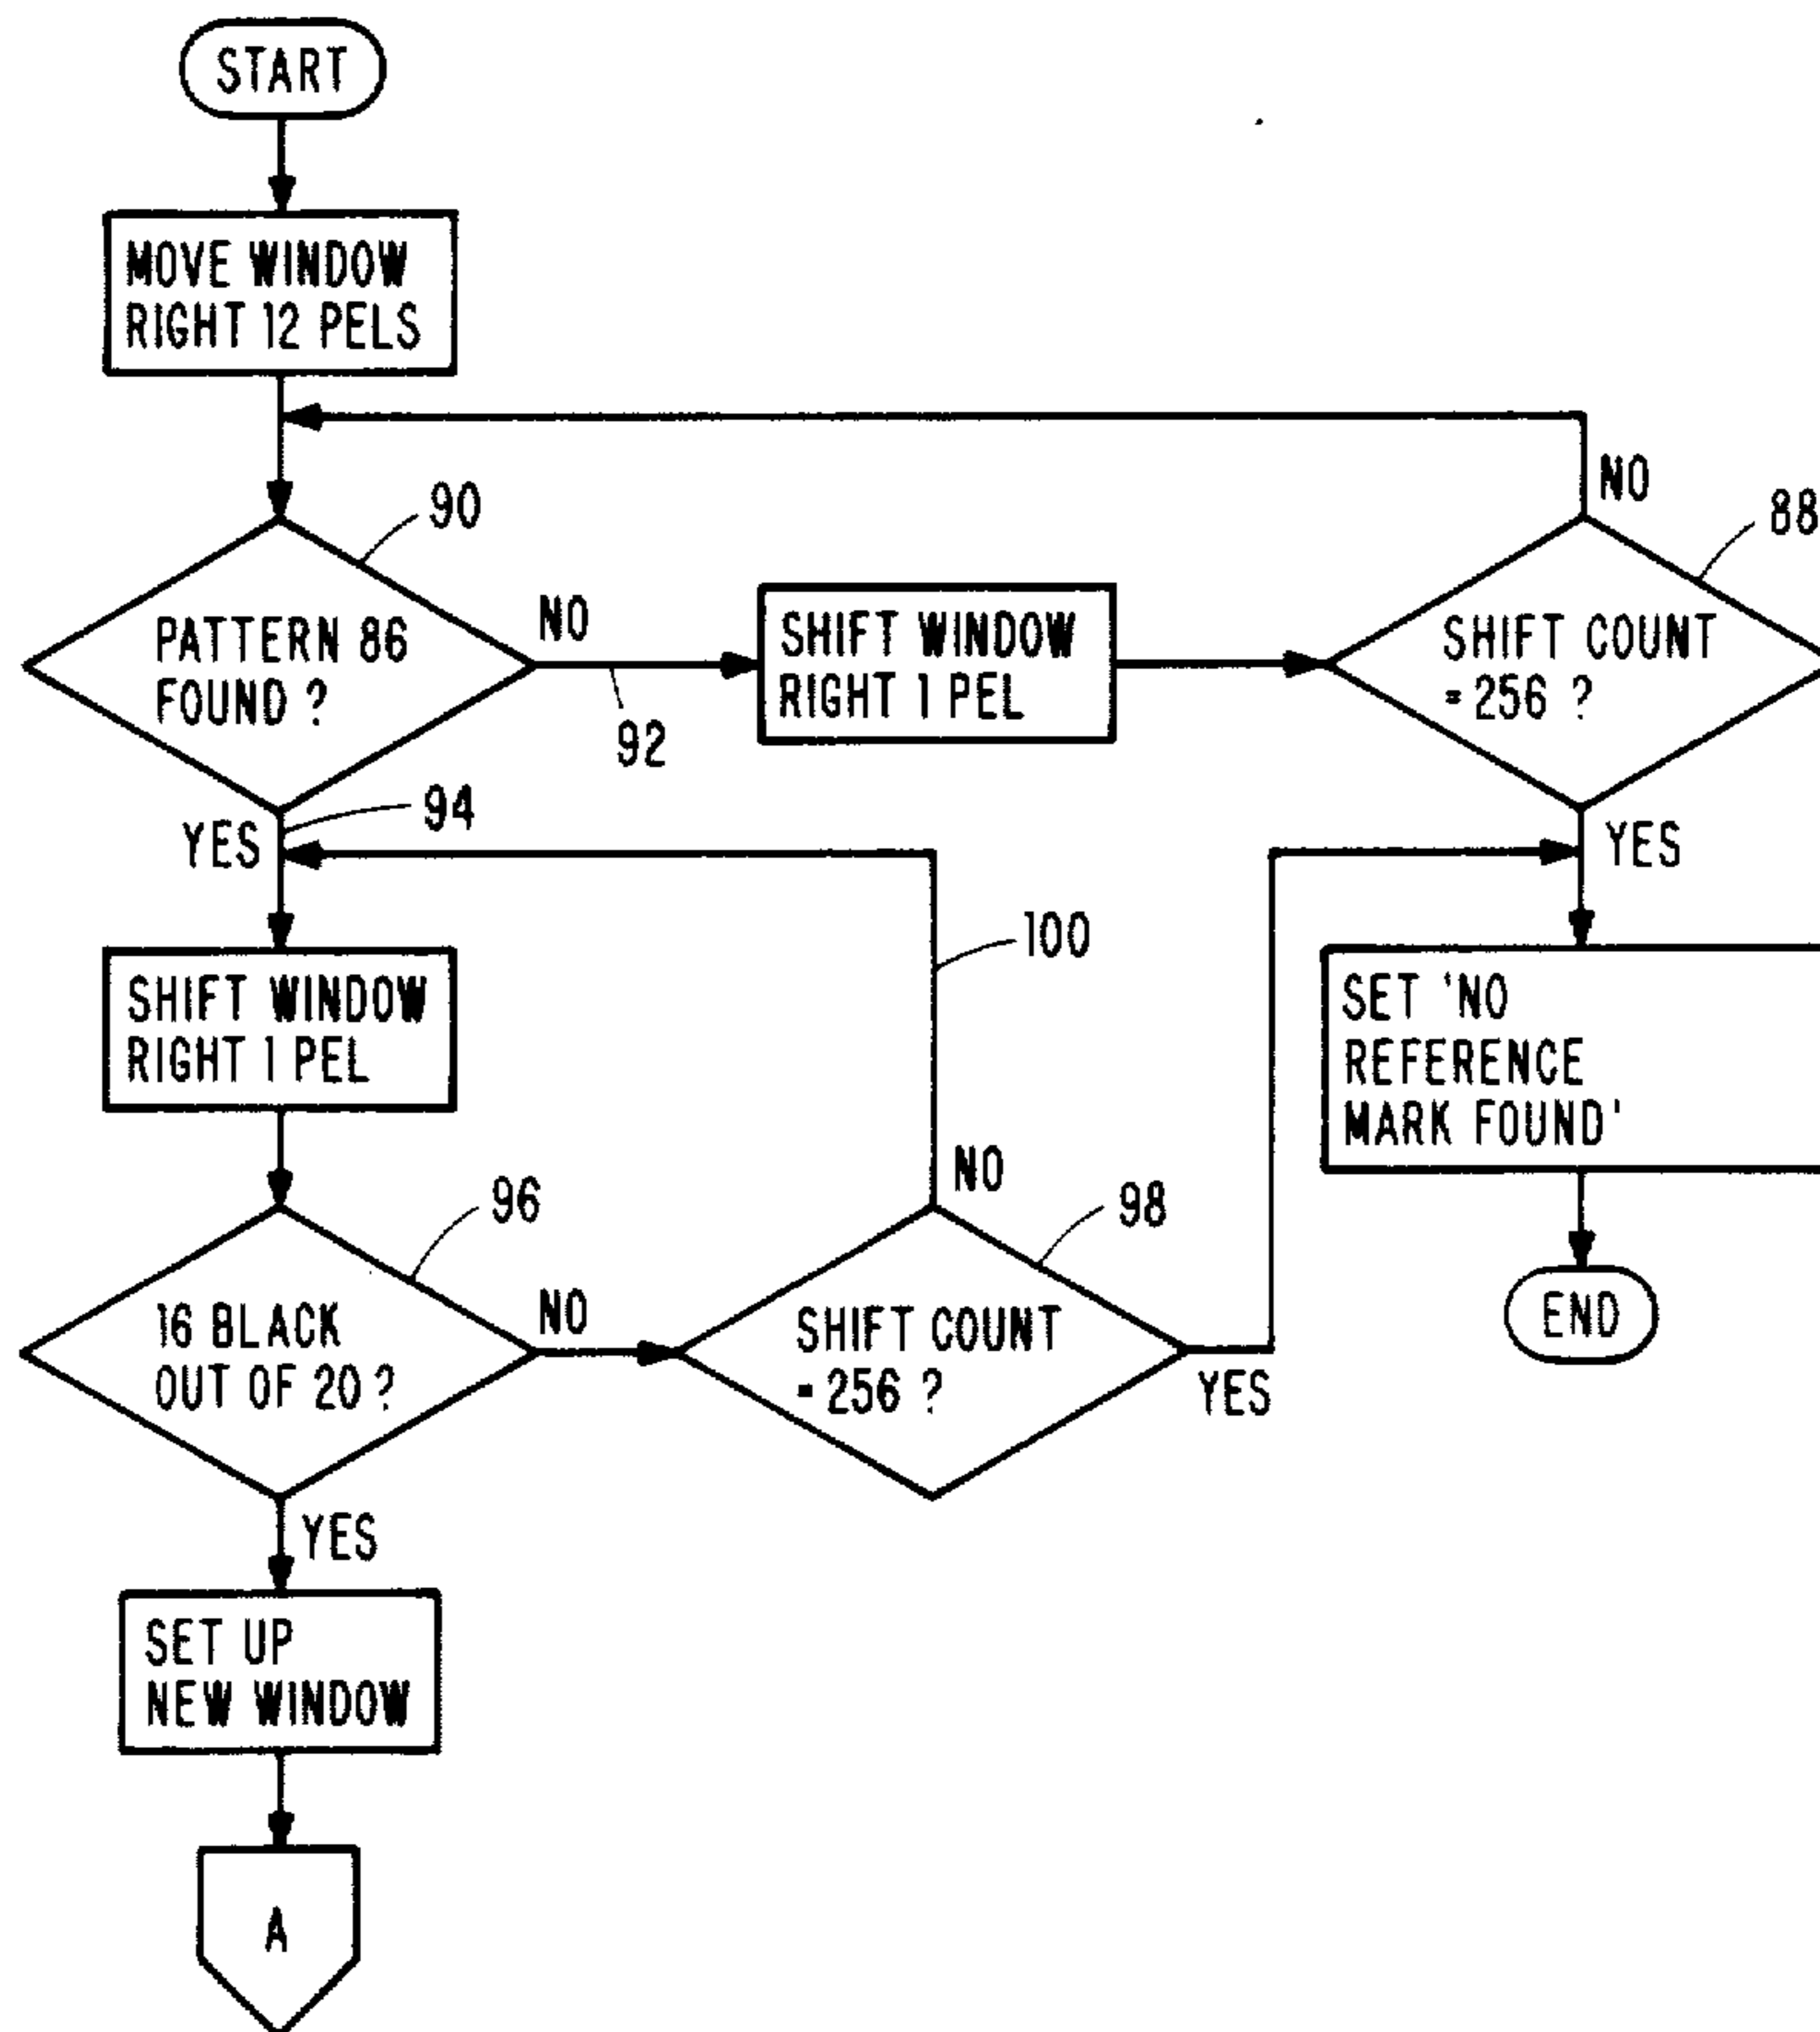 START
MOVE WINDOW
RIGHT 12 PELS
NO
90
88
PATTERN 86
FOUND ?
NO
SHIFT WINDOW
RIGHT 1 PEL
SHIFT COUNT
= 256 ?
92
94
YES
YES
100
SHIFT WINDOW
RIGHT 1 PEL
SET 'NO
REFERENCE
MARK FOUND'
NO
96
98
16 BLACK
OUT OF 20 ?
NO
SHIFT COUNT
= 256 ?
YES
END
YES
SET UP
NEW WINDOW
A